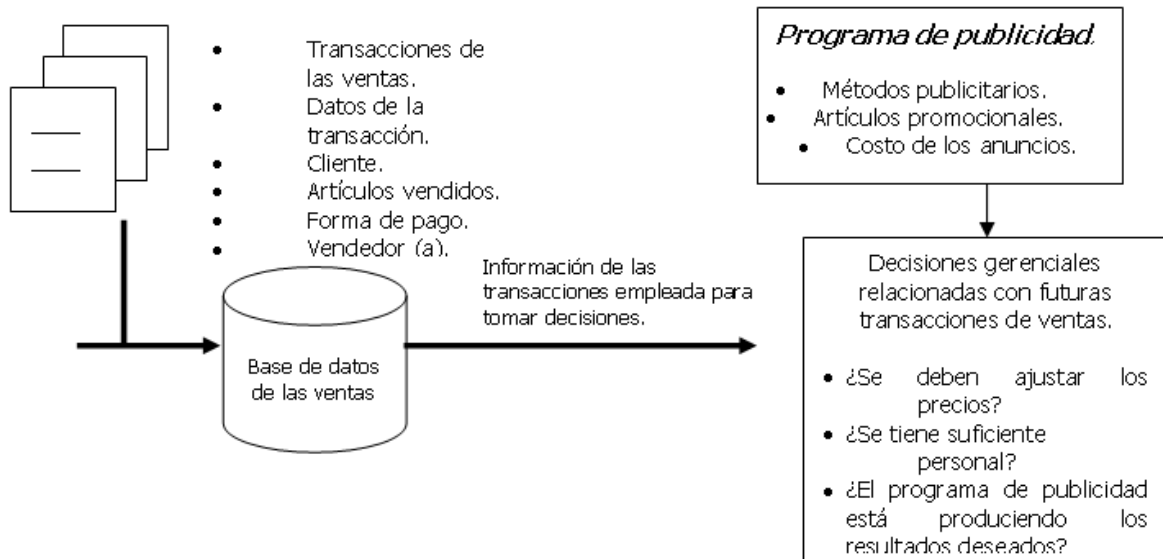 • Transacciones de
las ventas.
• Datos de la
transacción.
• Cliente.
• Artículos vendidos.
• Forma de pago.
• Vendedor (a).
Base de datos
de las ventas
Información de las
transacciones empleada para
tomar decisiones.
Programa de publicidad.
• Métodos publicitarios.
• Artículos promocionales.
• Costo de los anuncios.
Decisiones gerenciales
relacionadas con futuras
transacciones de ventas.
• ¿Se deben ajustar los
precios?
• ¿Se tiene suficiente
personal?
• ¿El programa de publicidad
está produciendo los
resultados deseados?